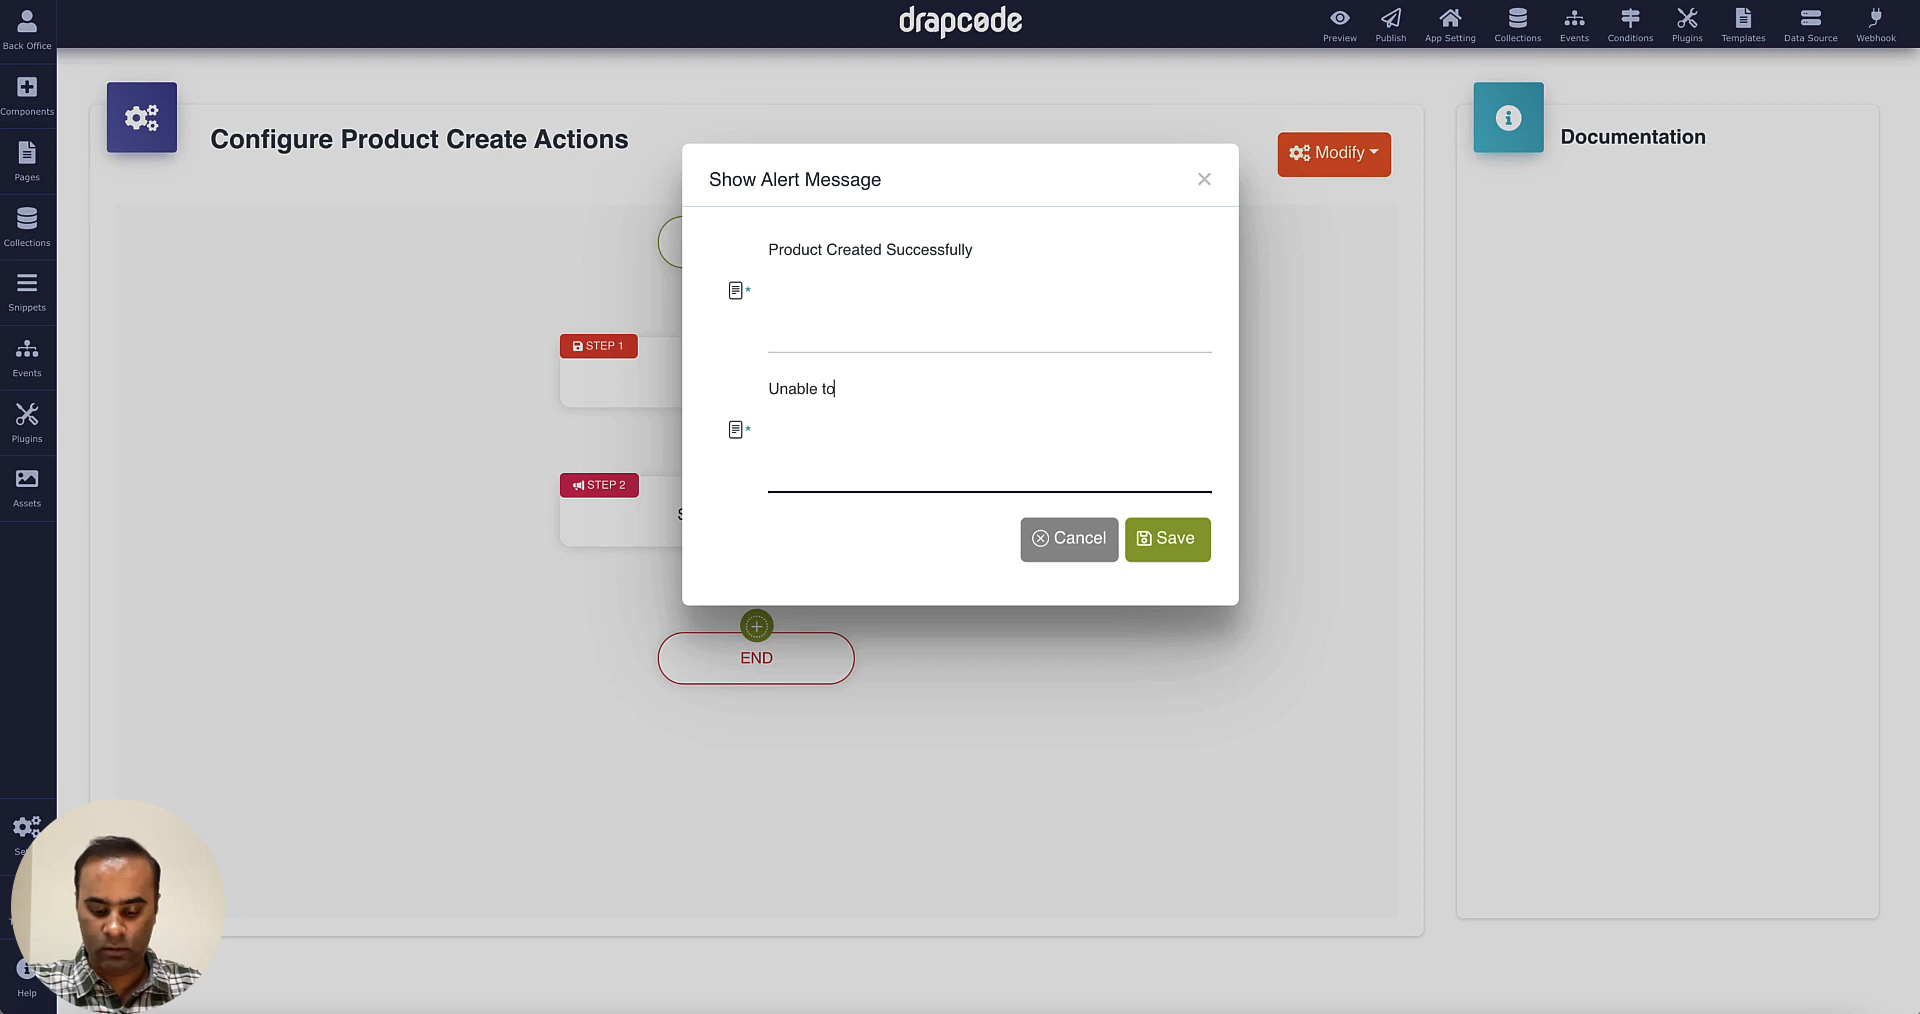 Back Office
drapcode
Preview
Publish
App Setting
Collections
Events
Conditions
Plugins
Templates
Data Source
Webhook
Components
Pages
Collections
Snippets
Events
Plugins
Assets
Help
Configure Product Create Actions
Modify
Documentation
STEP 1
STEP 2
END
Show Alert Message
×
Product Created Successfully
*
Unable to
*
Cancel
Save